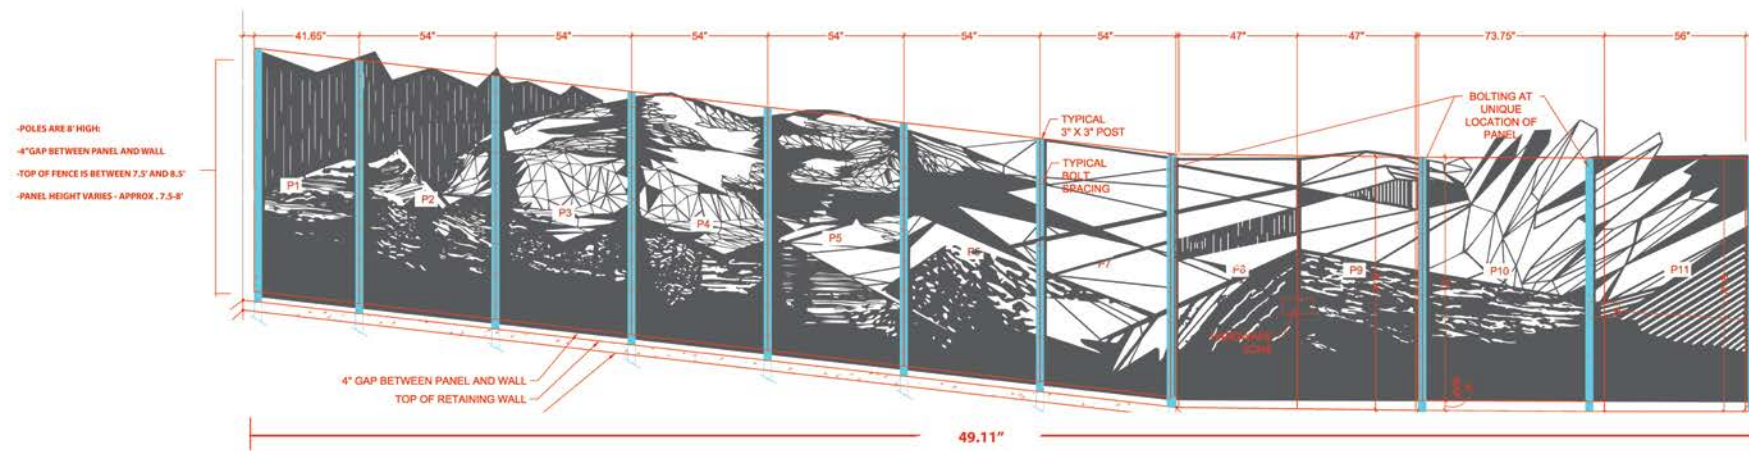 41.65" 54" 54" 54" 54" 54" 54" 47" 47" 73.75" 56"
-POLES ARE 8' HIGH:
-4"GAP BETWEEN PANEL AND WALL
-TOP OF FENCE IS BETWEEN 7.5' AND 8.5'
-PANEL HEIGHT VARIES - APPROX . 7.5-8'
TYPICAL
3" X 3" POST
TYPICAL
BOLT
SPACING
BOLTING AT
UNIQUE
LOCATION OF
PANEL
P1
P2
P3
P4
P5
P6
P7
P8
P9
P10
P11
4" GAP BETWEEN PANEL AND WALL
TOP OF RETAINING WALL
49.11"